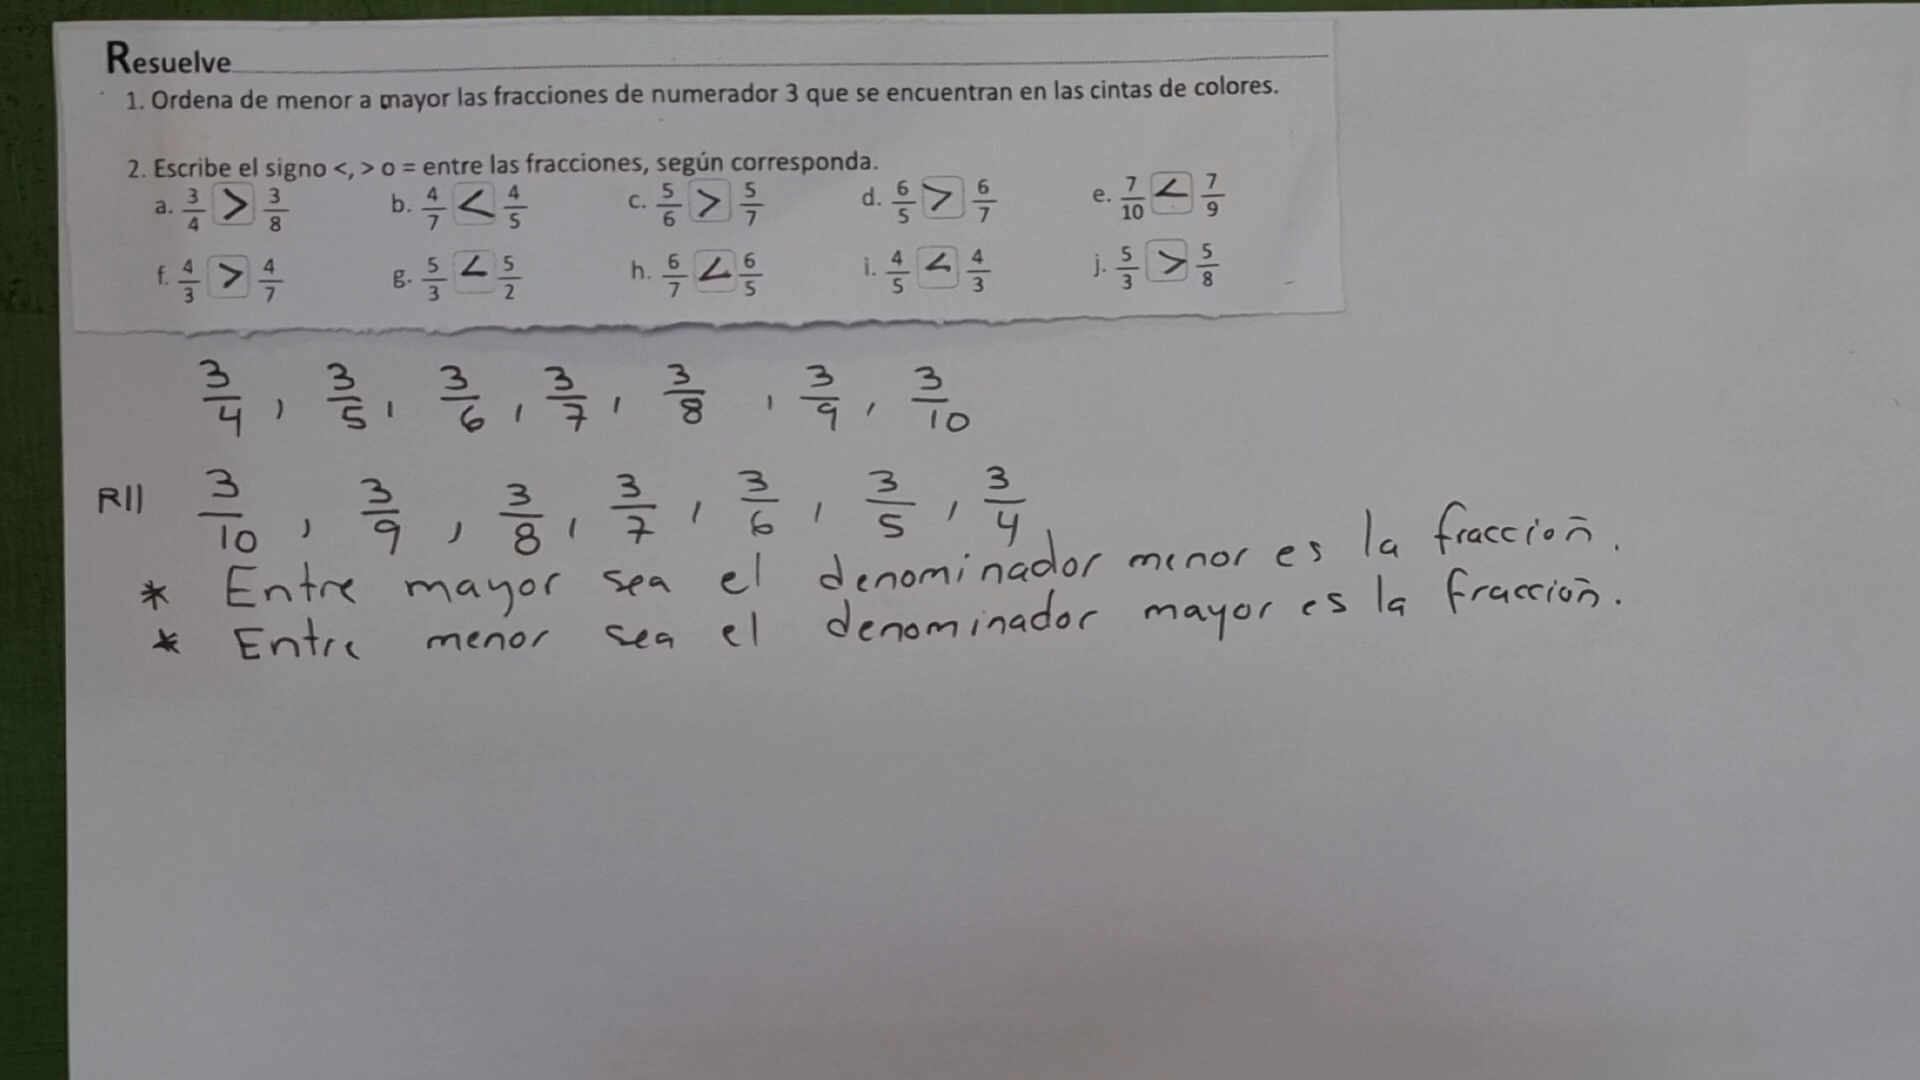 Resuelve
1. Ordena de menor a mayor las fracciones de numerador 3 que se encuentran en las cintas de colores.
2. Escribe el signo <, > o = entre las fracciones, según corresponda.
a. 3/4 > 3/8 b. 4/7 < 4/5 c. 5/6 > 5/7 d. 6/5 > 6/7 e. 7/10 < 7/9
f. 4/3 > 4/7 g. 5/3 < 5/2 h. 6/7 < 6/5 i. 4/5 < 4/3 j. 5/3 > 5/8
3/4, 3/5, 3/6, 3/7, 3/8, 3/9, 3/10
R// 3/10, 3/9, 3/8, 3/7, 3/6, 3/5, 3/4
* Entre mayor sea el denominador menor es la fracción.
* Entre menor sea el denominador mayor es la fracción.